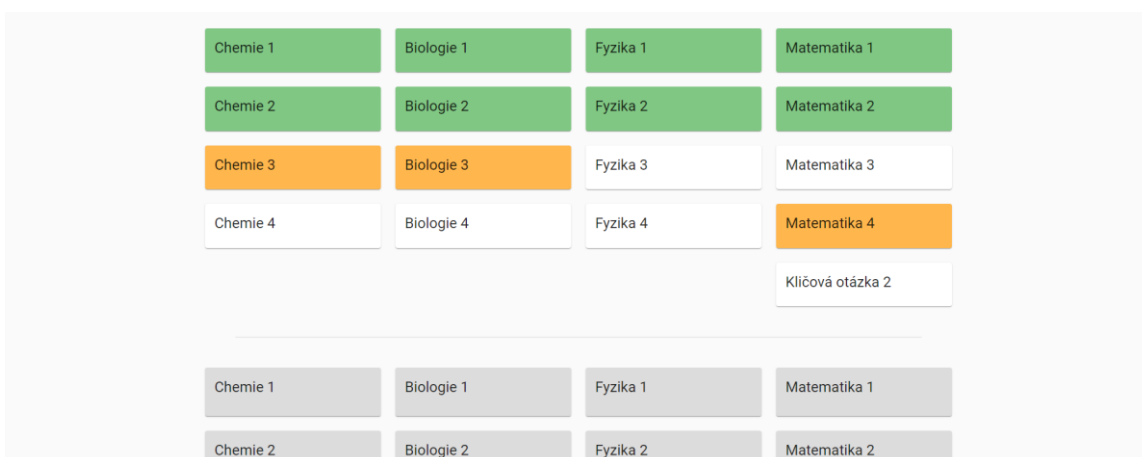 Chemie 1 Biologie 1 Fyzika 1 Matematika 1
Chemie 2 Biologie 2 Fyzika 2 Matematika 2
Chemie 3 Biologie 3 Fyzika 3 Matematika 3
Chemie 4 Biologie 4 Fyzika 4 Matematika 4
Kličová otázka 2
Chemie 1 Biologie 1 Fyzika 1 Matematika 1
Chemie 2 Biologie 2 Fyzika 2 Matematika 2